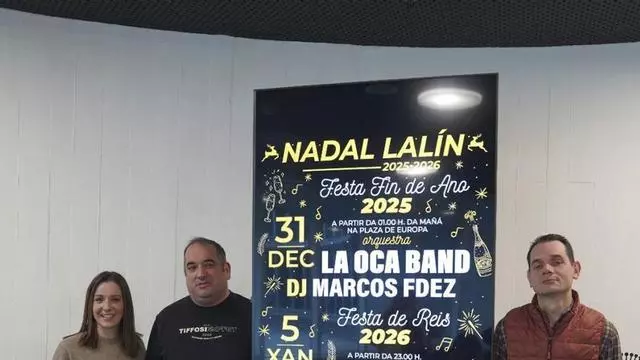 NADAL LALÍN
2025-2026
Festa Fin de Ano
2025
A PARTIR DA 01.00 H. DA MAÑÁ
NA PLAZA DE EUROPA
orquestra
31
DEC
LA OCA BAND
DJ MARCOS FDEZ
5
XAN
Festa de Reis
2026
A PARTIR DAS 23.00 H.
TIFFOSI